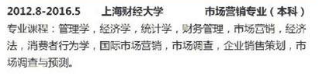 2012.8-2016.5 上海财经大学 市场营销专业（本科）
专业课程：管理学，经济学，统计学，财务管理，市场营销，经济
法，消费者行为学，国际市场营销，市场调查，企业销售策划，市
场调查与预测。